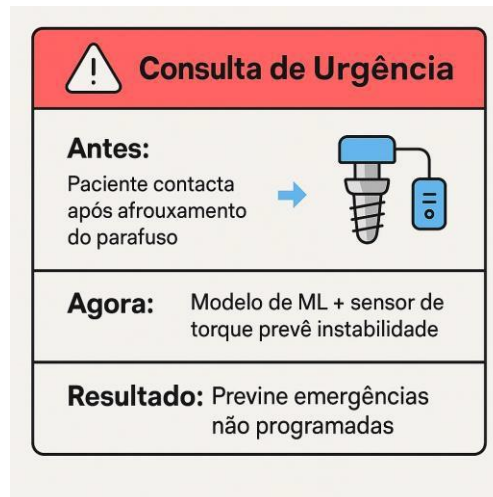 Consulta de Urgência
Antes:
Paciente contacta
após afrouxamento
do parafuso
Agora: Modelo de ML + sensor de
torque prevê instabilidade
Resultado: Previne emergências
não programadas